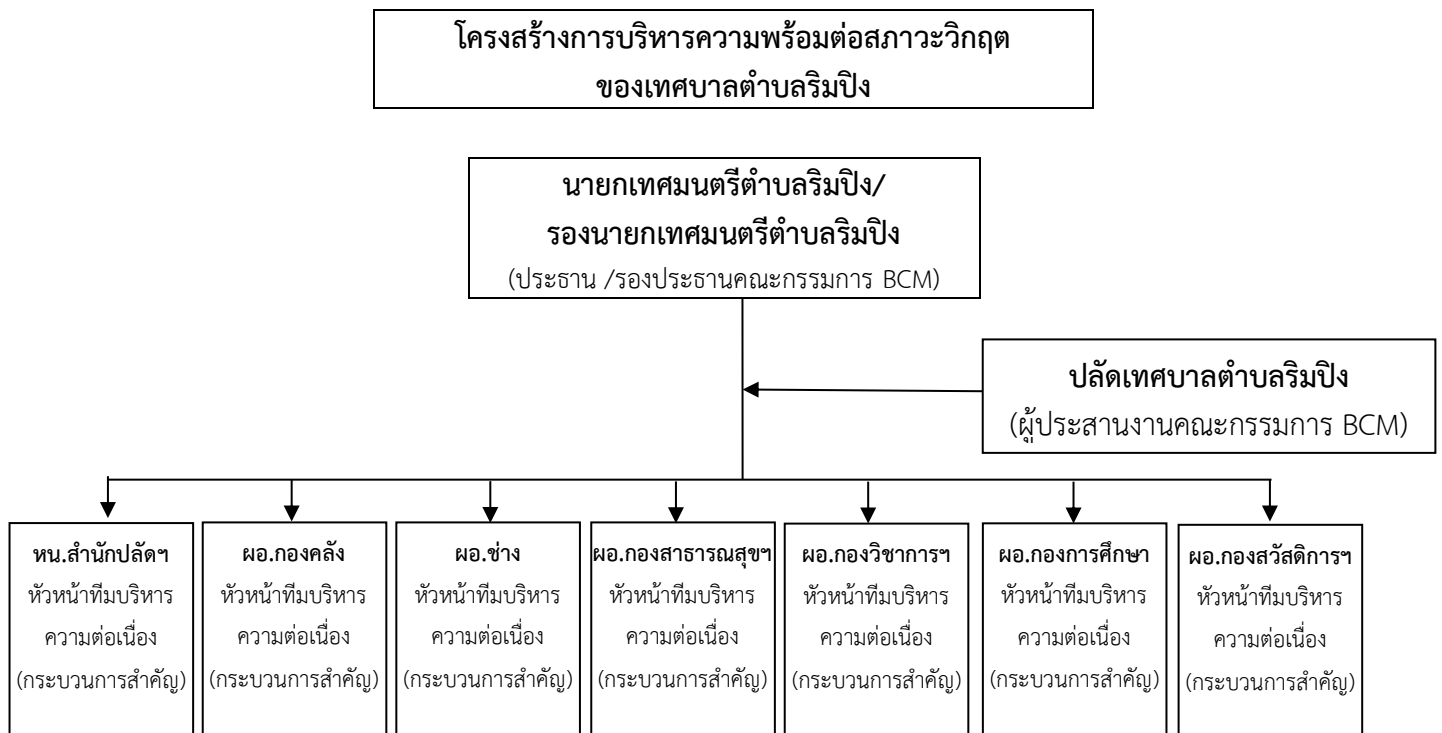 โครงสร้างการบริหารความพร้อมต่อสภาวะวิกฤต
ของเทศบาลตำบลริมปิง
นายกเทศมนตรีตำบลริมปิง/
รองนายกเทศมนตรีตำบลริมปิง
(ประธาน /รองประธานคณะกรรมการ BCM)
ปลัดเทศบาลตำบลริมปิง
(ผู้ประสานงานคณะกรรมการ BCM)
หน.สำนักปลัดฯ
หัวหน้าทีมบริหาร
ความต่อเนื่อง
(กระบวนการสำคัญ)
ผอ.กองคลัง
หัวหน้าทีมบริหาร
ความต่อเนื่อง
(กระบวนการสำคัญ)
ผอ.ช่าง
หัวหน้าทีมบริหาร
ความต่อเนื่อง
(กระบวนการสำคัญ)
ผอ.กองสาธารณสุขฯ
หัวหน้าทีมบริหาร
ความต่อเนื่อง
(กระบวนการสำคัญ)
ผอ.กองวิชาการฯ
หัวหน้าทีมบริหาร
ความต่อเนื่อง
(กระบวนการสำคัญ)
ผอ.กองการศึกษา
หัวหน้าทีมบริหาร
ความต่อเนื่อง
(กระบวนการสำคัญ)
ผอ.กองสวัสดิการฯ
หัวหน้าทีมบริหาร
ความต่อเนื่อง
(กระบวนการสำคัญ)